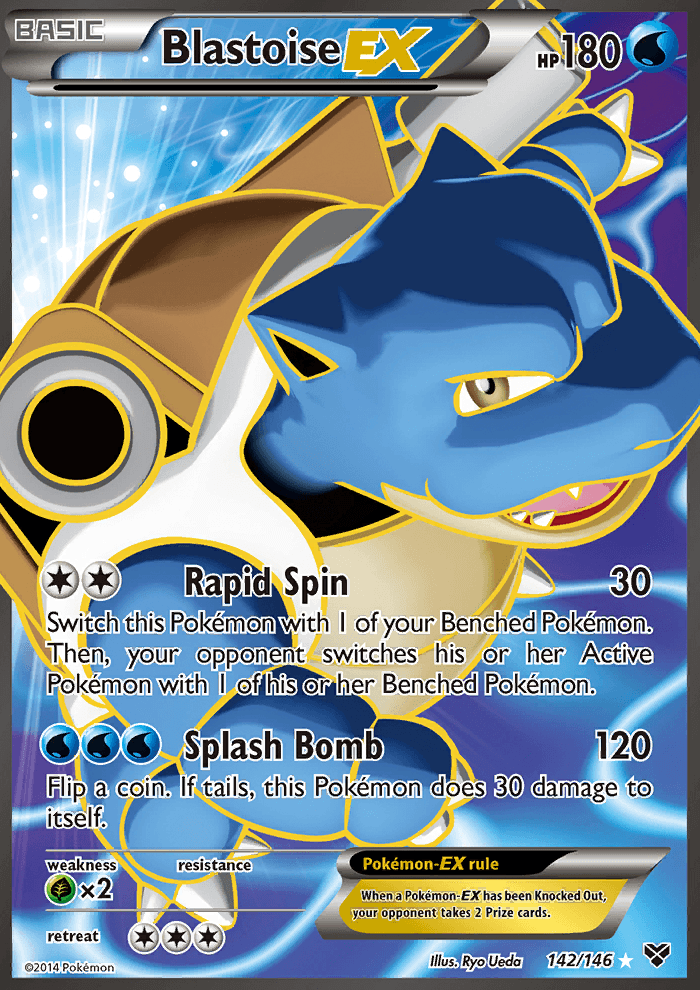 BASIC
Blastoise EX
HP 180
Rapid Spin 30
Switch this Pokémon with 1 of your Benched Pokémon.
Then, your opponent switches his or her Active
Pokémon with 1 of his or her Benched Pokémon.
Splash Bomb 120
Flip a coin. If tails, this Pokémon does 30 damage to
itself.
weakness resistance
×2
Pokémon-EX rule
When a Pokémon-EX has been Knocked Out,
your opponent takes 2 Prize cards.
retreat
©2014 Pokémon
Illus. Ryo Ueda 142/146